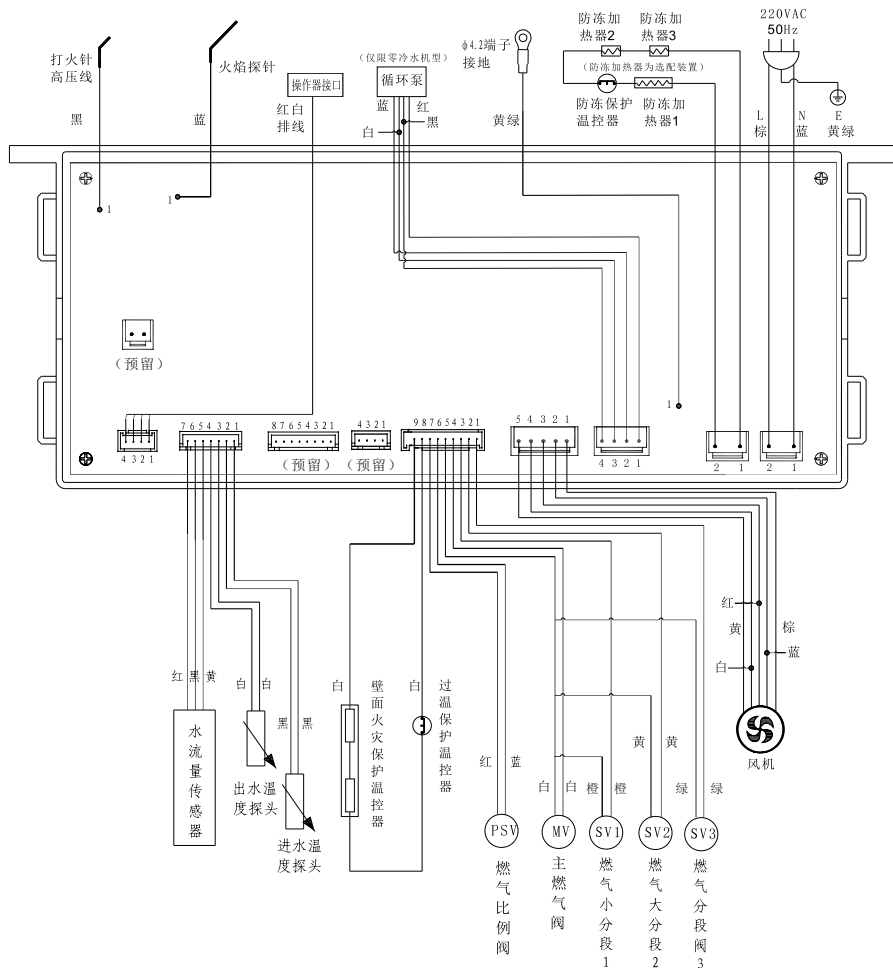 打火针
高压线
黑
火焰探针
蓝
操作器接口
红白
排线
(仅限零冷水机型)
循环泵
蓝
红
白
黑
φ4.2端子
接地
黄绿
防冻加
热器2
防冻加
热器3
(防冻加热器为选配装置)
防冻保护
温控器
防冻加
热器1
220VAC
50Hz
L
棕
N
蓝
E
黄绿
1
1
1
(预留)
4 3 2 1
7 6 5 4 3 2 1
8 7 6 5 4 3 2 1
(预留)
4 3 2 1
(预留)
9 8 7 6 5 4 3 2 1
5 4 3 2 1
4 3 2 1
2 1
2 1
红 黑 黄
水流量传感器
白 白
出水温
度探头
黑 黑
进水温
度探头
白
壁面火灾保护温控器
白
过温保护温控器
红 蓝
PSV
燃气比例阀
白 白
MV
主燃气阀
橙 橙
SV1
燃气小分段1
黄 黄
SV2
燃气大分段2
绿 绿
SV3
燃气分段阀3
红
黄
白
棕
蓝
风机